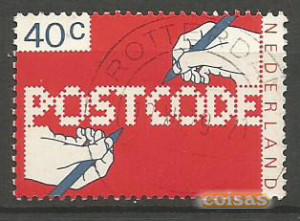 40c
POSTCODE
NEDERLAND
ROTTERDAM
coisas